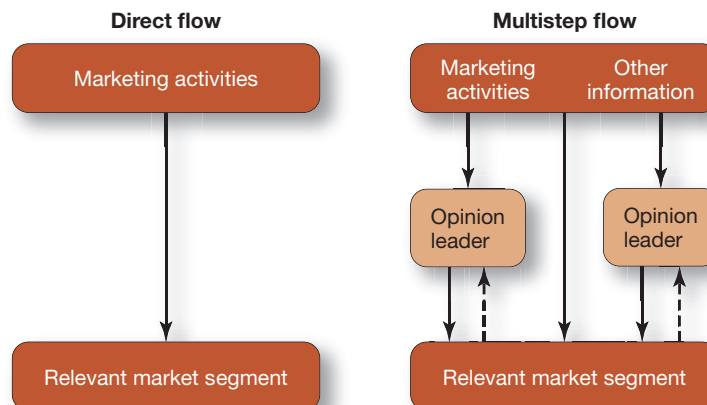 Direct flow
Marketing activities
Relevant market segment
Multistep flow
Marketing
activities
Other
information
Opinion
leader
Opinion
leader
Relevant market segment